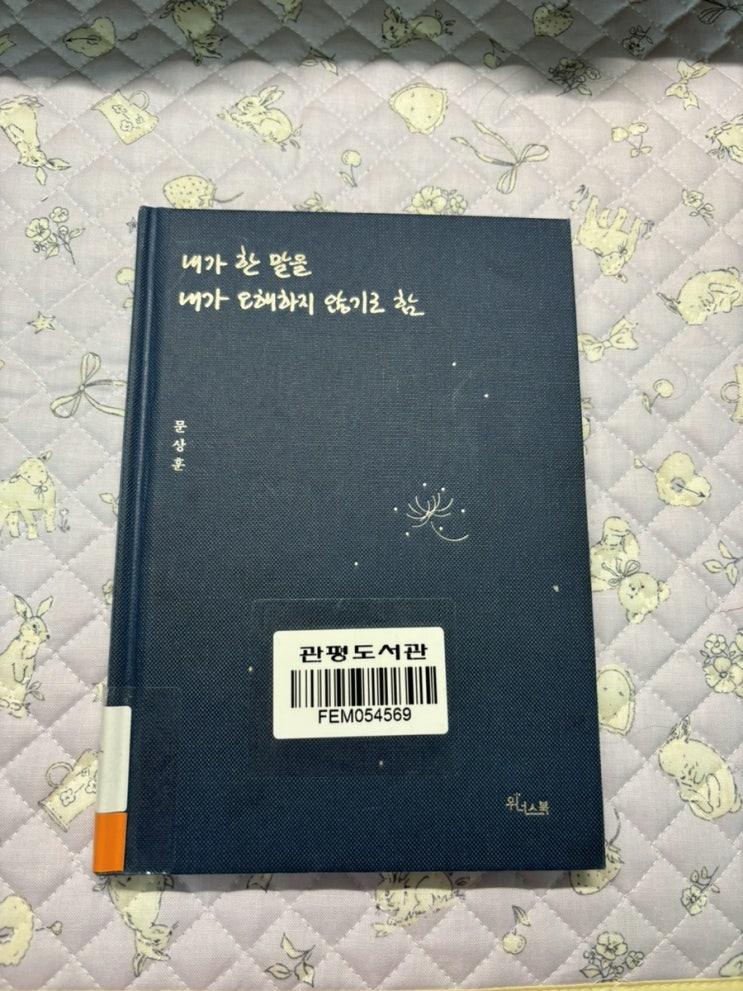 내가 한 말을
내가 오해하지 않기로 함
문상훈
관평도서관
FEM054569
위너스북